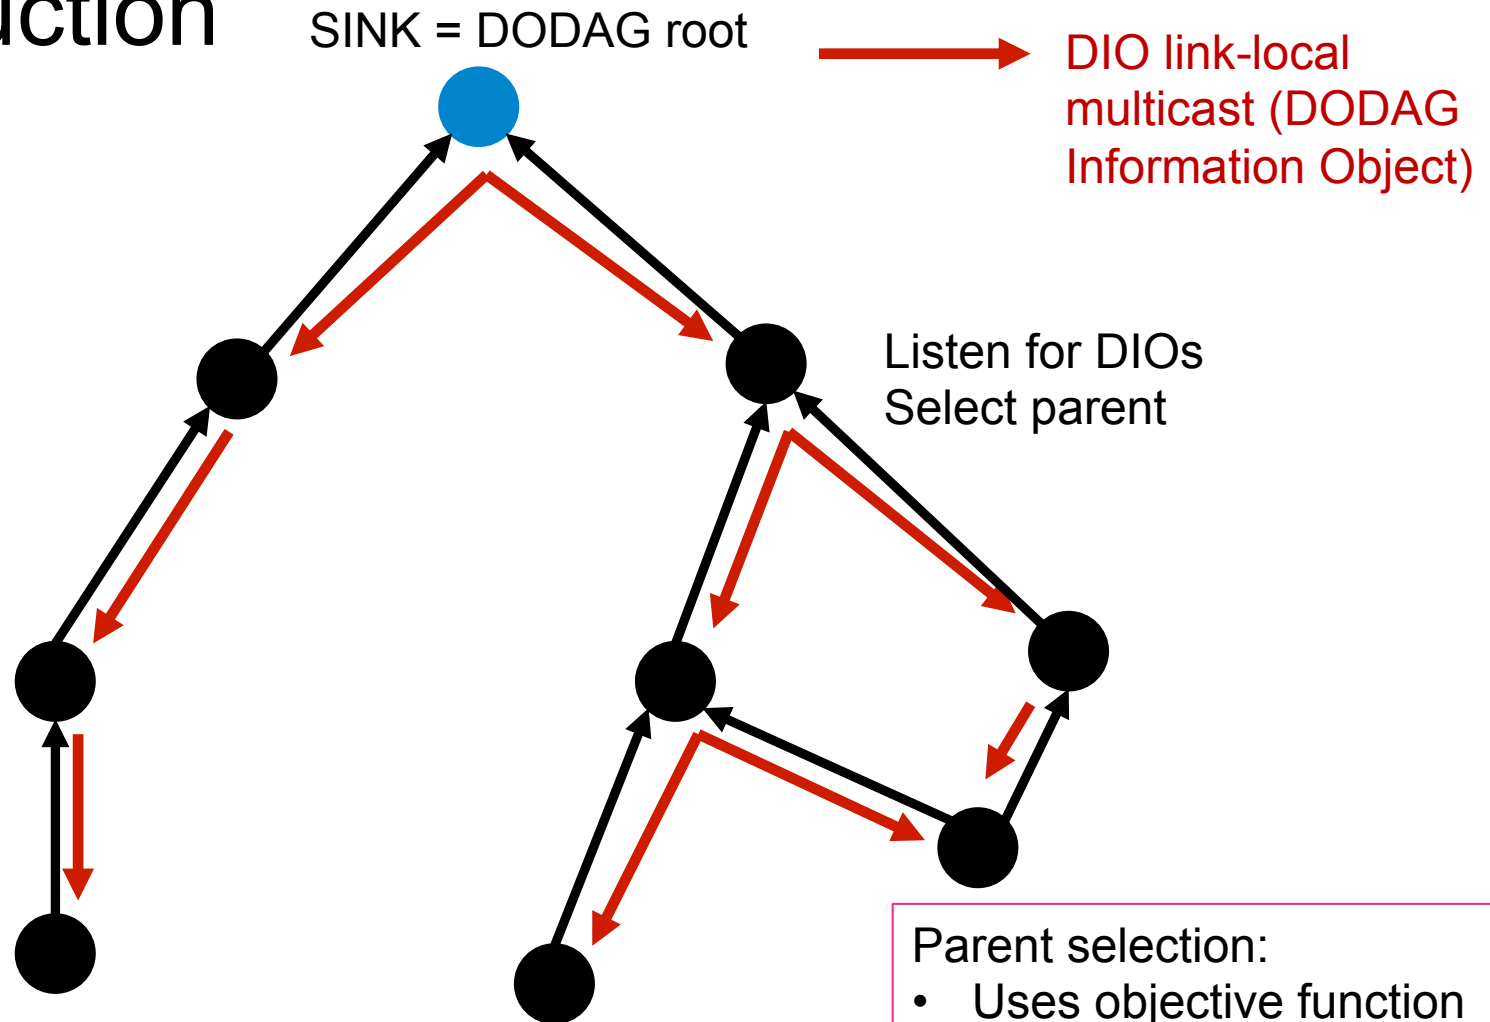 SINK = DODAG root
DIO link-local
multicast (DODAG
Information Object)
Listen for DIOs
Select parent
Parent selection:
• Uses objective function